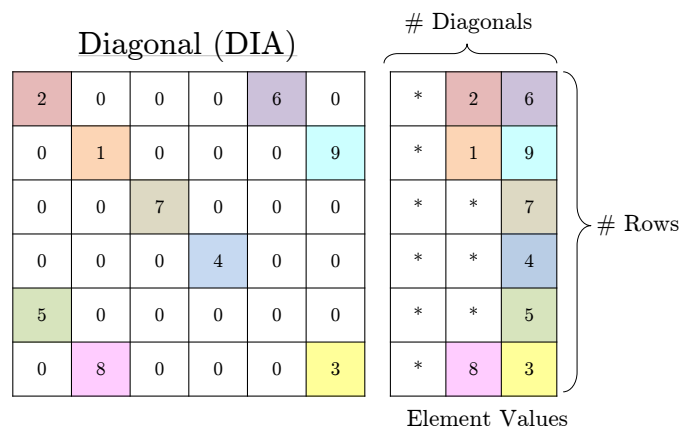 # Diagonals
Diagonal (DIA)
2 0 0 0 6 0 * 2 6
0 1 0 0 0 9 * 1 9
0 0 7 0 0 0 * * 7
# Rows
0 0 0 4 0 0 * * 4
5 0 0 0 0 0 * * 5
0 8 0 0 0 3 * 8 3
Element Values